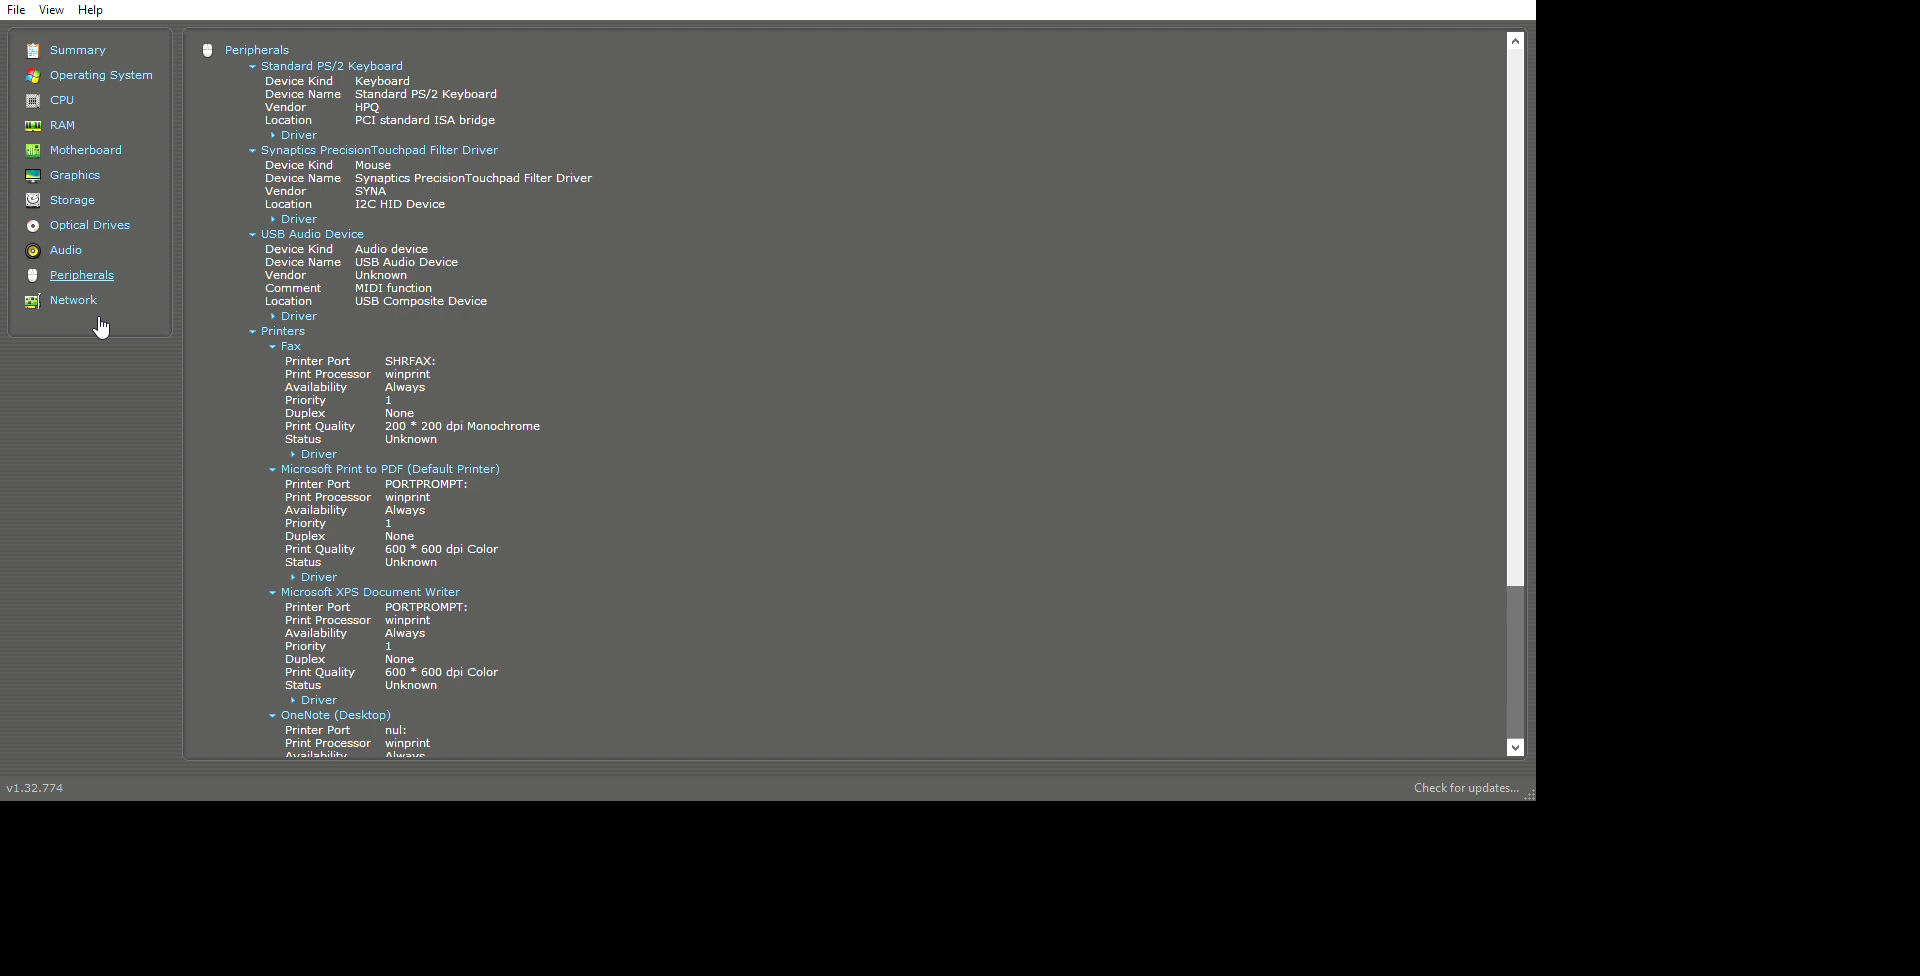 File View Help
Summary
Operating System
CPU
RAM
Motherboard
Graphics
Storage
Optical Drives
Audio
Peripherals
Network
Peripherals
Standard PS/2 Keyboard
Device Kind Keyboard
Device Name Standard PS/2 Keyboard
Vendor HPQ
Location PCI standard ISA bridge
Driver
Synaptics PrecisionTouchpad Filter Driver
Device Kind Mouse
Device Name Synaptics PrecisionTouchpad Filter Driver
Vendor SYNA
Location I2C HID Device
Driver
USB Audio Device
Device Kind Audio device
Device Name USB Audio Device
Vendor Unknown
Comment MIDI function
Location USB Composite Device
Driver
Printers
Fax
Printer Port SHRFAX:
Print Processor winprint
Availability Always
Priority 1
Duplex None
Print Quality 200 * 200 dpi Monochrome
Status Unknown
Driver
Microsoft Print to PDF (Default Printer)
Printer Port PORTPROMPT:
Print Processor winprint
Availability Always
Priority 1
Duplex None
Print Quality 600 * 600 dpi Color
Status Unknown
Driver
Microsoft XPS Document Writer
Printer Port PORTPROMPT:
Print Processor winprint
Availability Always
Priority 1
Duplex None
Print Quality 600 * 600 dpi Color
Status Unknown
Driver
OneNote (Desktop)
Printer Port nul:
Print Processor winprint
Availability Always
v1.32.774
Check for updates...